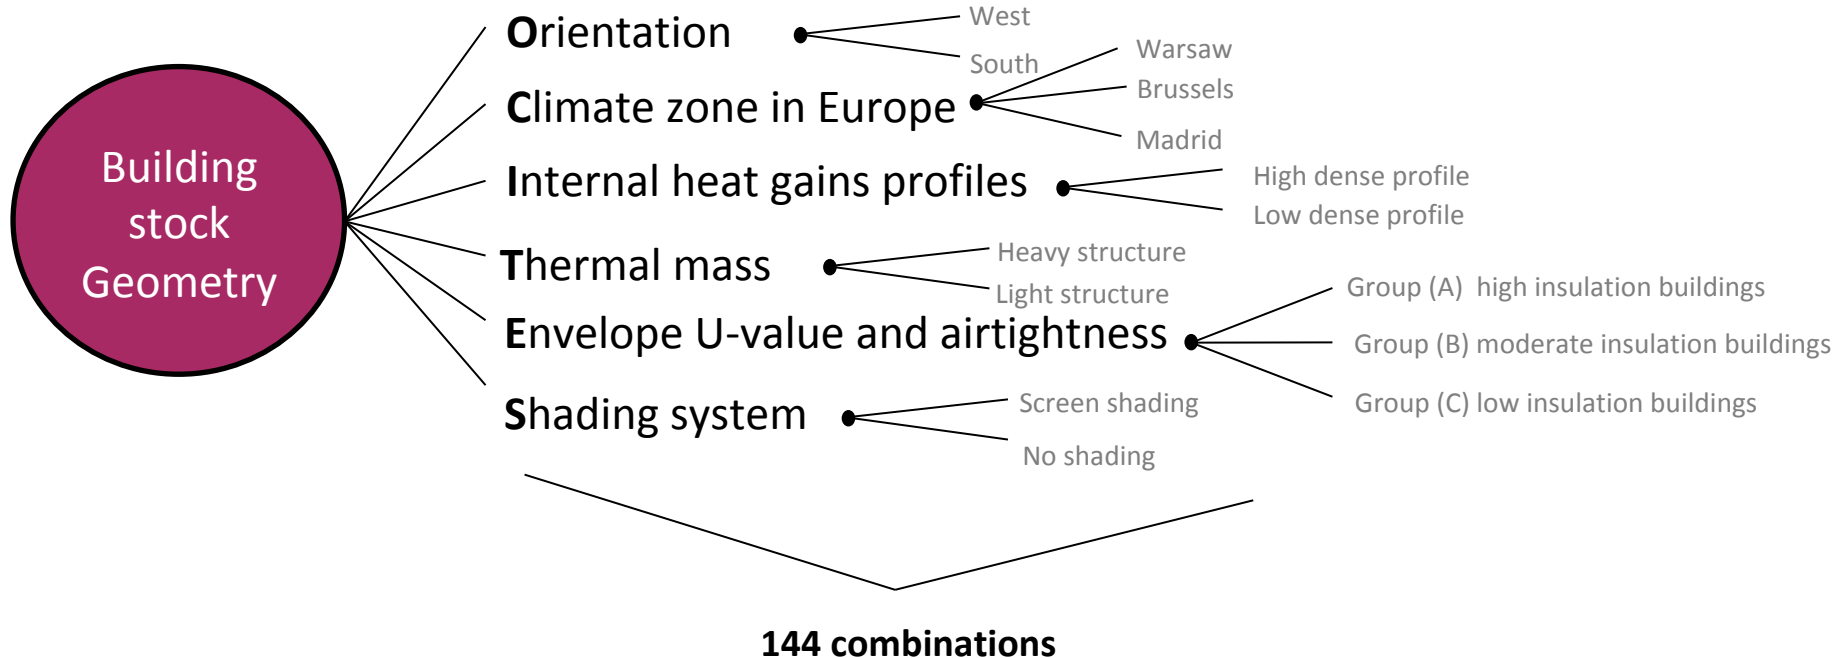 Building
stock
Geometry
Orientation
West
South
Climate zone in Europe
Warsaw
Brussels
Madrid
Internal heat gains profiles
High dense profile
Low dense profile
Thermal mass
Heavy structure
Light structure
Envelope U-value and airtightness
Group (A)  high insulation buildings
Group (B) moderate insulation buildings
Group (C) low insulation buildings
Shading system
Screen shading
No shading
144 combinations